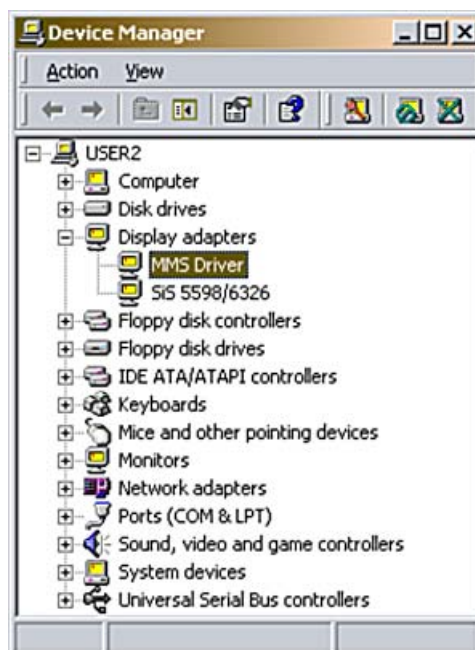 Device Manager
Action View
USER2
Computer
Disk drives
Display adapters
MMS Driver
SiS 5598/6326
Floppy disk controllers
Floppy disk drives
IDE ATA/ATAPI controllers
Keyboards
Mice and other pointing devices
Monitors
Network adapters
Ports (COM & LPT)
Sound, video and game controllers
System devices
Universal Serial Bus controllers